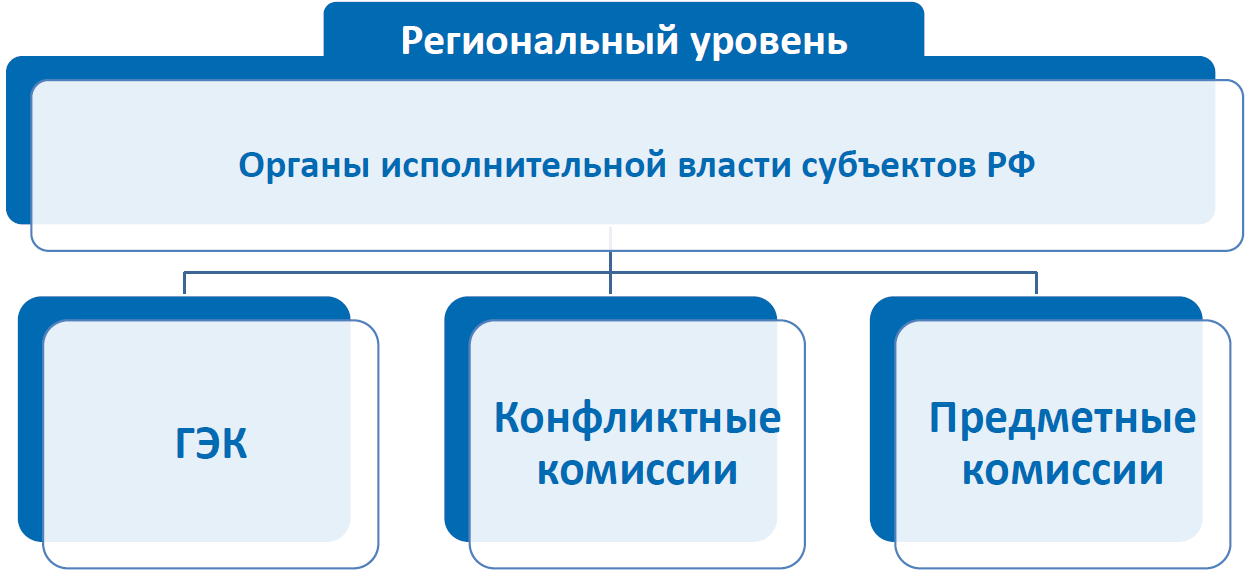 Региональный уровень
Органы исполнительной власти субъектов РФ
ГЭК
Конфликтные
комиссии
Предметные
комиссии